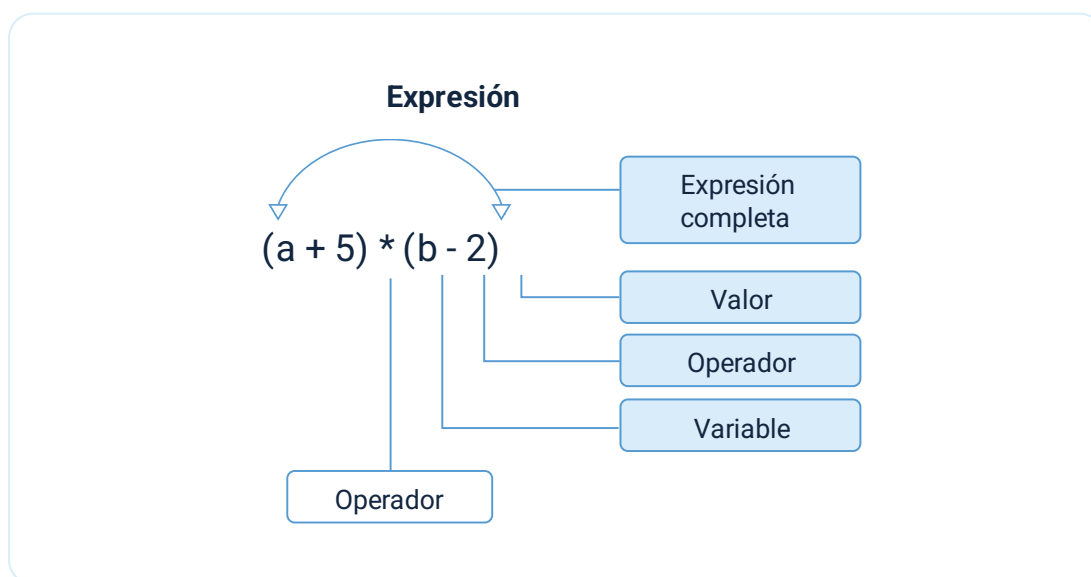 Expresión
Expresión
completa
(a + 5) * (b - 2)
Valor
Operador
Variable
Operador